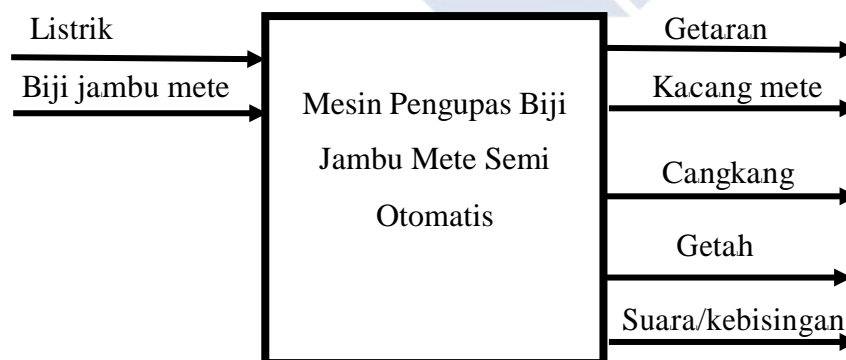 Listrik
Biji jambu mete
Mesin Pengupas Biji
Jambu Mete Semi
Otomatis
Getaran
Kacang mete
Cangkang
Getah
Suara/kebisingan